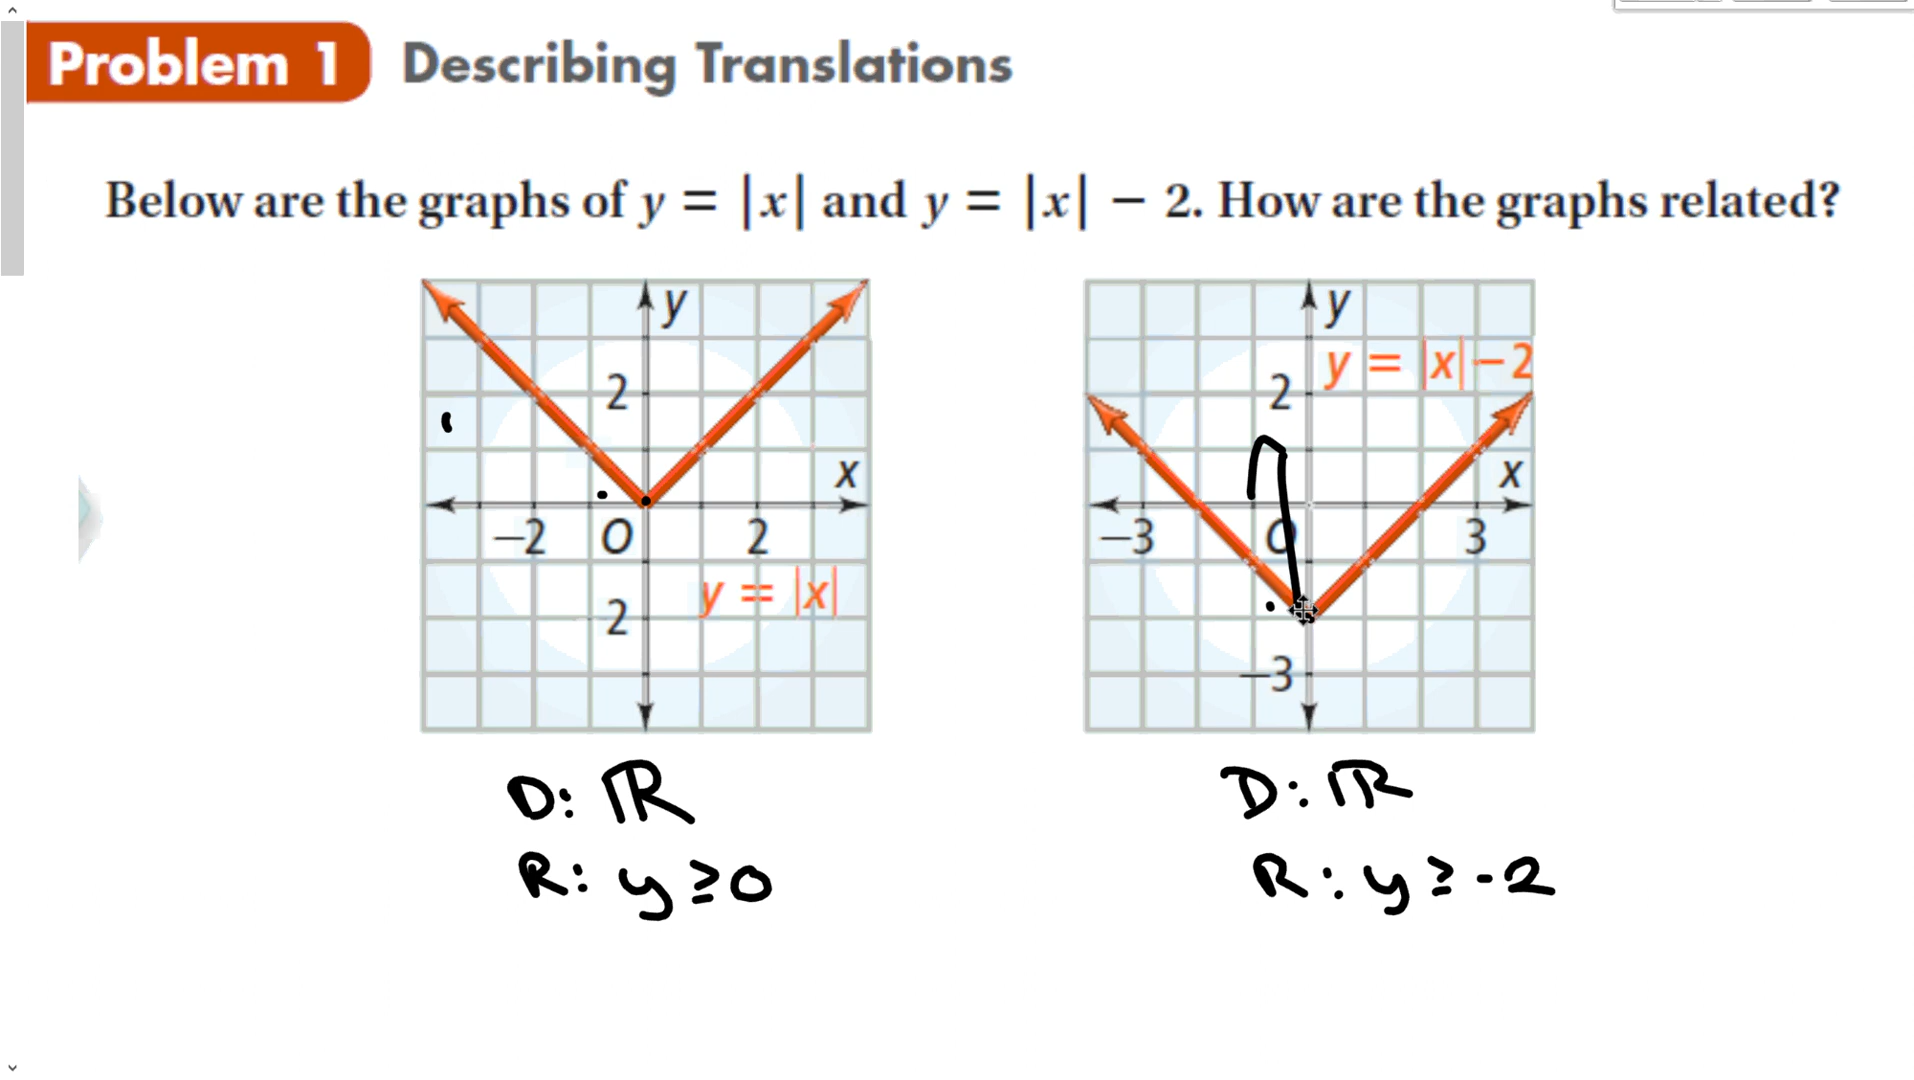 Problem 1 Describing Translations
Below are the graphs of y = |x| and y = |x| − 2. How are the graphs related?
y
2
x
−2 O 2
y = |x|
2
y
y = |x|−2
2
x
−3 O 3
−3
D: ℝ
R: y ≥ 0
D: ℝ
R: y ≥ -2